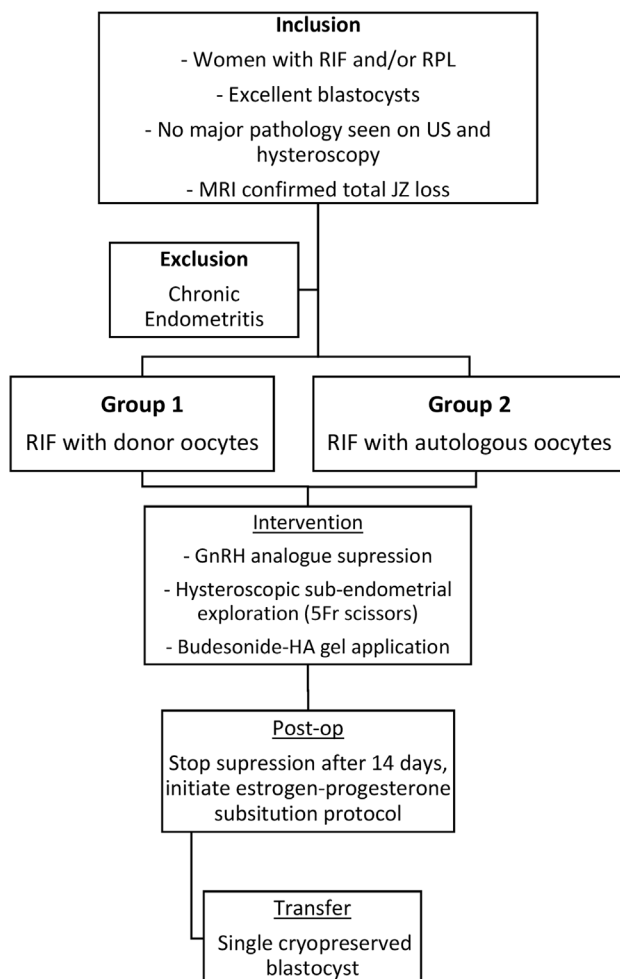 Inclusion
- Women with RIF and/or RPL
- Excellent blastocysts
- No major pathology seen on US and
hysteroscopy
- MRI confirmed total JZ loss
Exclusion
Chronic
Endometritis
Group 1
RIF with donor oocytes
Group 2
RIF with autologous oocytes
Intervention
- GnRH analogue supression
- Hysteroscopic sub-endometrial
exploration (5Fr scissors)
- Budesonide-HA gel application
Post-op
Stop supression after 14 days,
initiate estrogen-progesterone
subsitution protocol
Transfer
Single cryopreserved
blastocyst